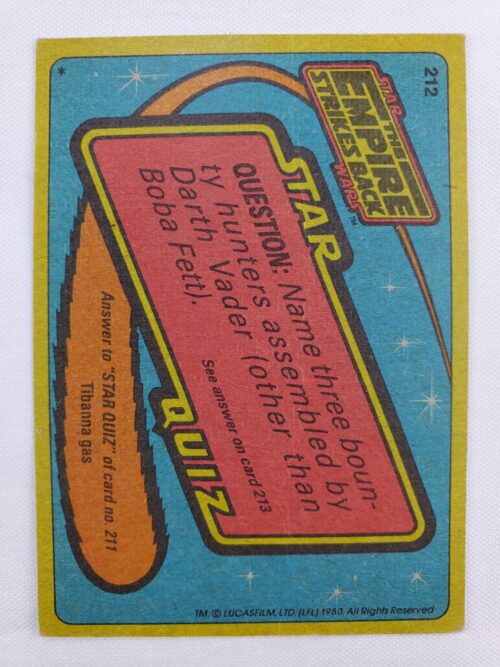 212
STAR
THE
EMPIRE
STRIKES BACK
WARS™
STAR
QUESTION: Name three boun-
ty hunters assembled by
Darth Vader (other than
Boba Fett).
See answer on card 213
QUIZ
Answer to "STAR QUIZ" of card no. 211
Tibanna gas
*
TM. © LUCASFILM, LTD (LFL) 1980. All Rights Reserved